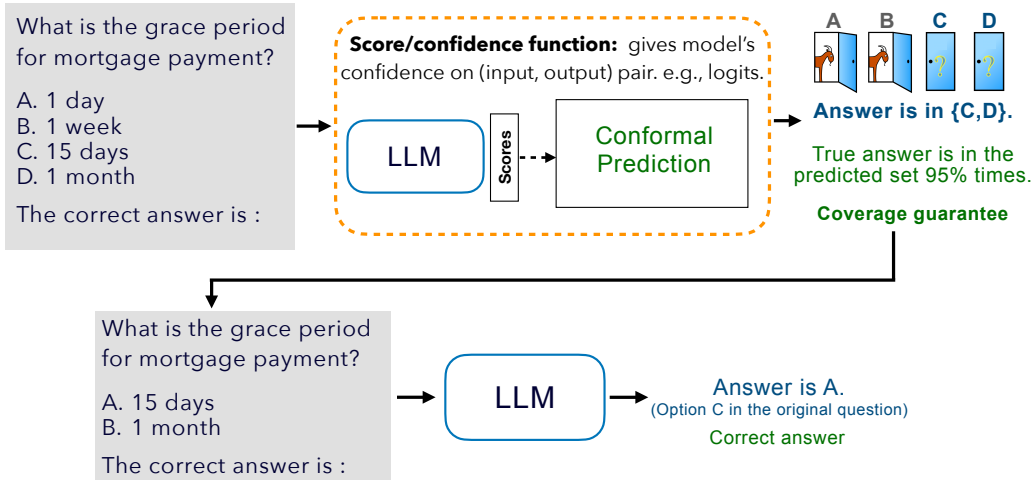 What is the grace period
for mortgage payment?
A. 1 day
B. 1 week
C. 15 days
D. 1 month
The correct answer is :
Score/confidence function: gives model's
confidence on (input, output) pair. e.g., logits.
LLM
Scores
Conformal
Prediction
A B C D
? ?
Answer is in {C,D}.
True answer is in the
predicted set 95% times.
Coverage guarantee
What is the grace period
for mortgage payment?
A. 15 days
B. 1 month
The correct answer is :
LLM
Answer is A.
(Option C in the original question)
Correct answer